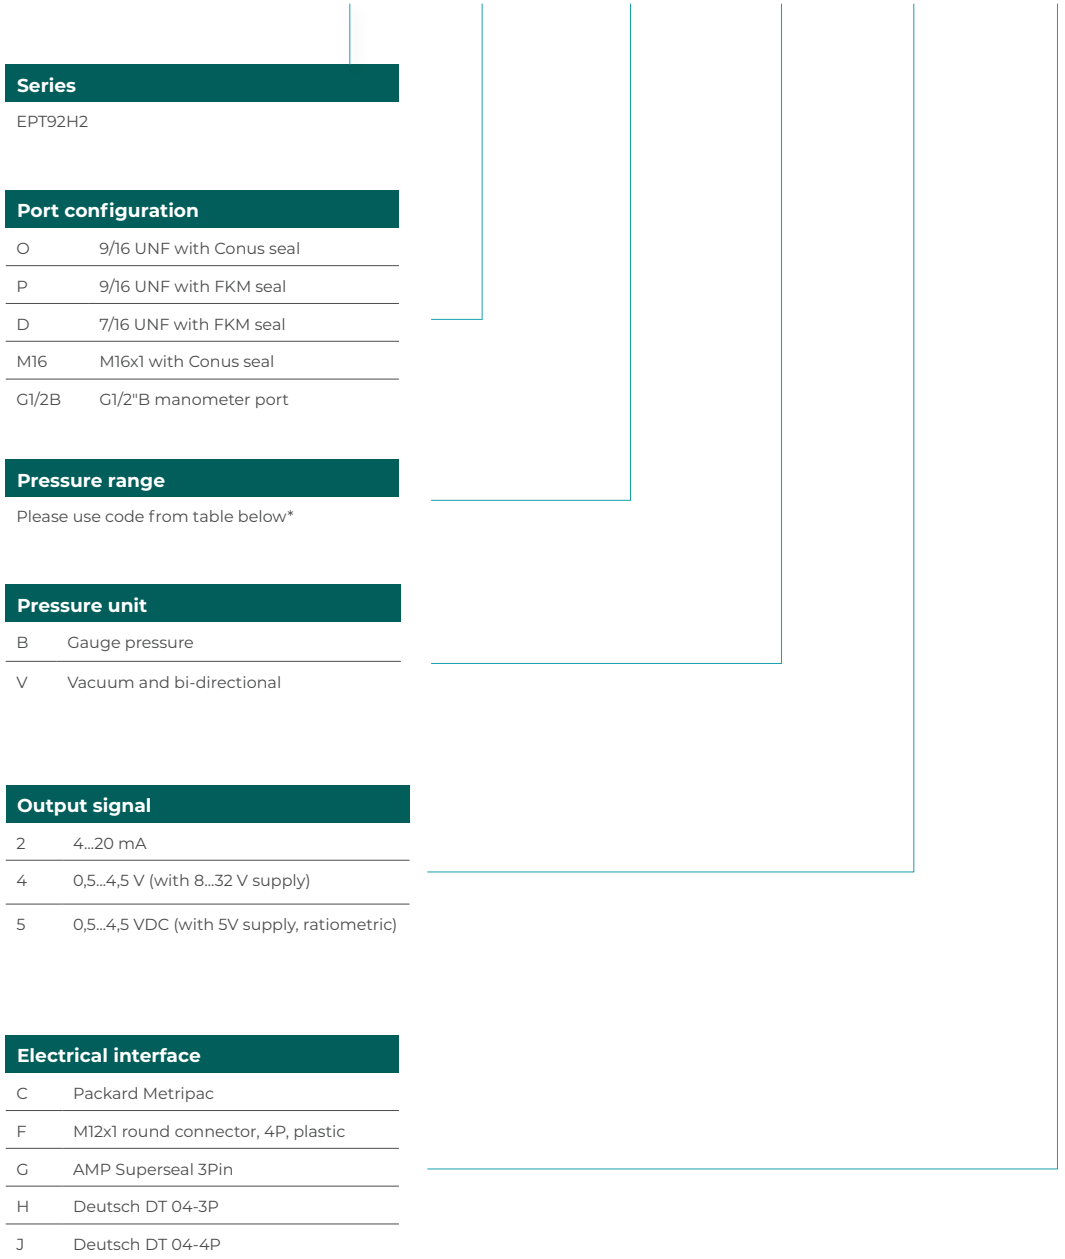 Series
EPT92H2
Port configuration
O 9/16 UNF with Conus seal
P 9/16 UNF with FKM seal
D 7/16 UNF with FKM seal
M16 M16x1 with Conus seal
G1/2B G1/2"B manometer port
Pressure range
Please use code from table below*
Pressure unit
B Gauge pressure
V Vacuum and bi-directional
Output signal
2 4...20 mA
4 0,5...4,5 V (with 8...32 V supply)
5 0,5...4,5 VDC (with 5V supply, ratiometric)
Electrical interface
C Packard Metripac
F M12x1 round connector, 4P, plastic
G AMP Superseal 3Pin
H Deutsch DT 04-3P
J Deutsch DT 04-4P